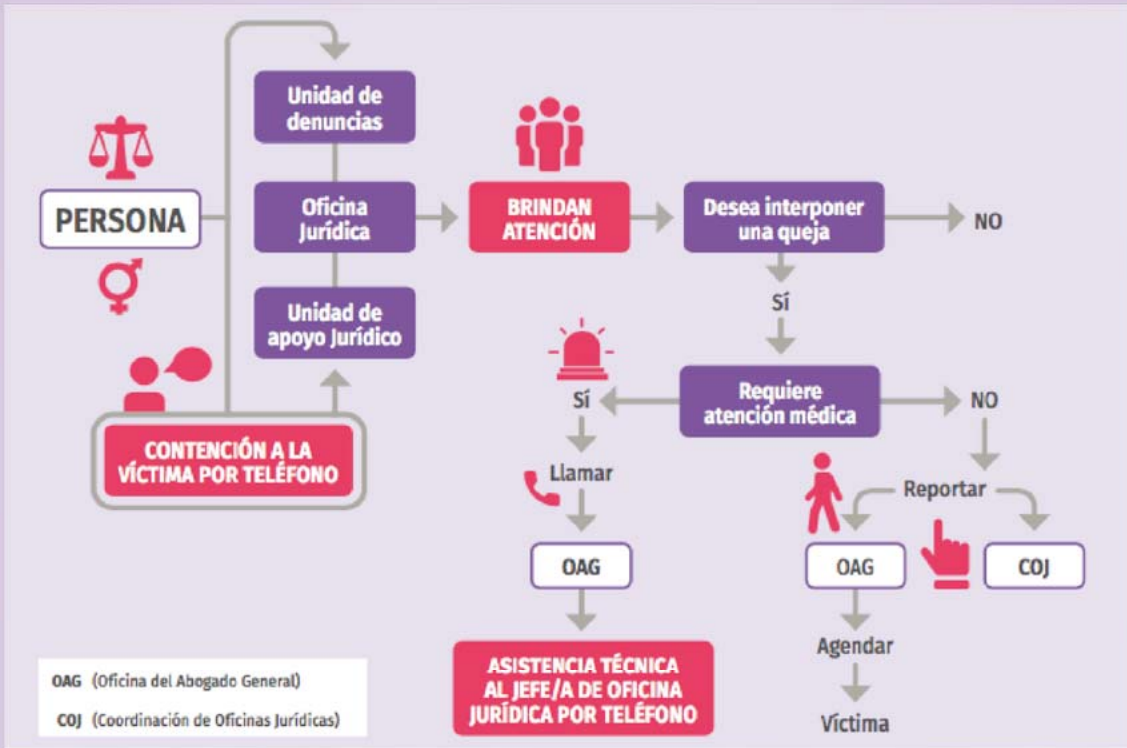 Unidad de
denuncias
PERSONA
Oficina
Jurídica
BRINDAN
ATENCIÓN
Desea interponer
una queja
NO
Unidad de
apoyo Jurídico
Sí
CONTENCIÓN A LA
VÍCTIMA POR TELÉFONO
Requiere
atención médica
Sí
NO
Llamar
Reportar
OAG
OAG
COJ
ASISTENCIA TÉCNICA
AL JEFE/A DE OFICINA
JURÍDICA POR TELÉFONO
Agendar
Víctima
OAG (Oficina del Abogado General)
COJ (Coordinación de Oficinas Jurídicas)